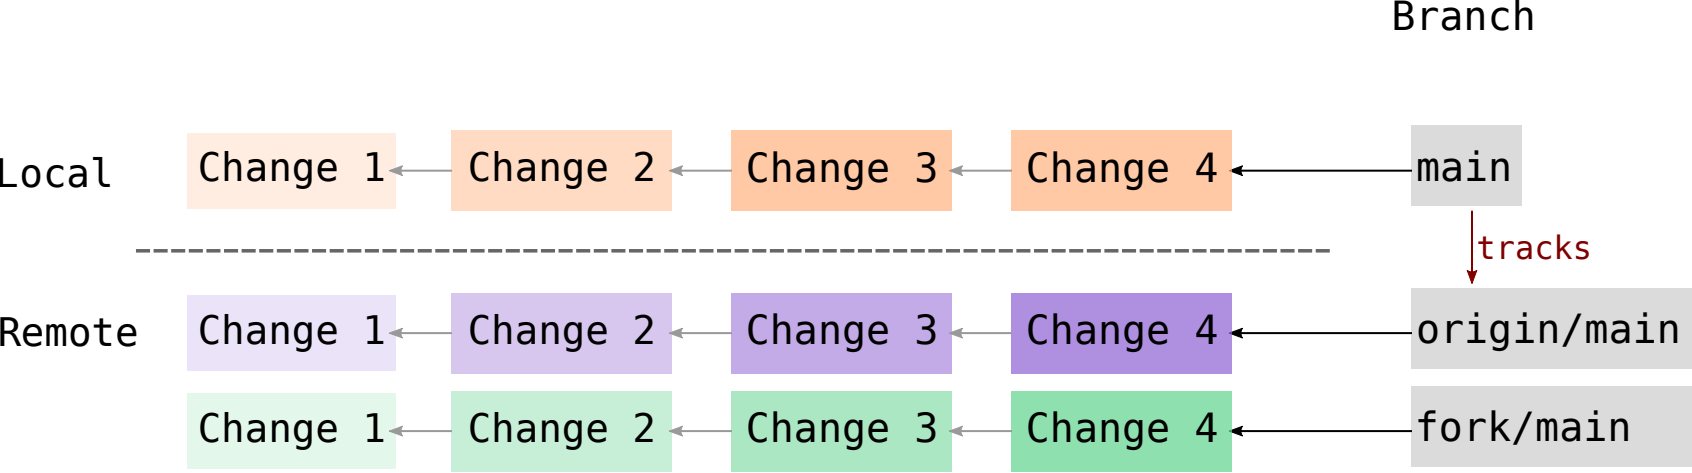 Branch
Local Change 1 Change 2 Change 3 Change 4 main
tracks
Remote Change 1 Change 2 Change 3 Change 4 origin/main
Change 1 Change 2 Change 3 Change 4 fork/main